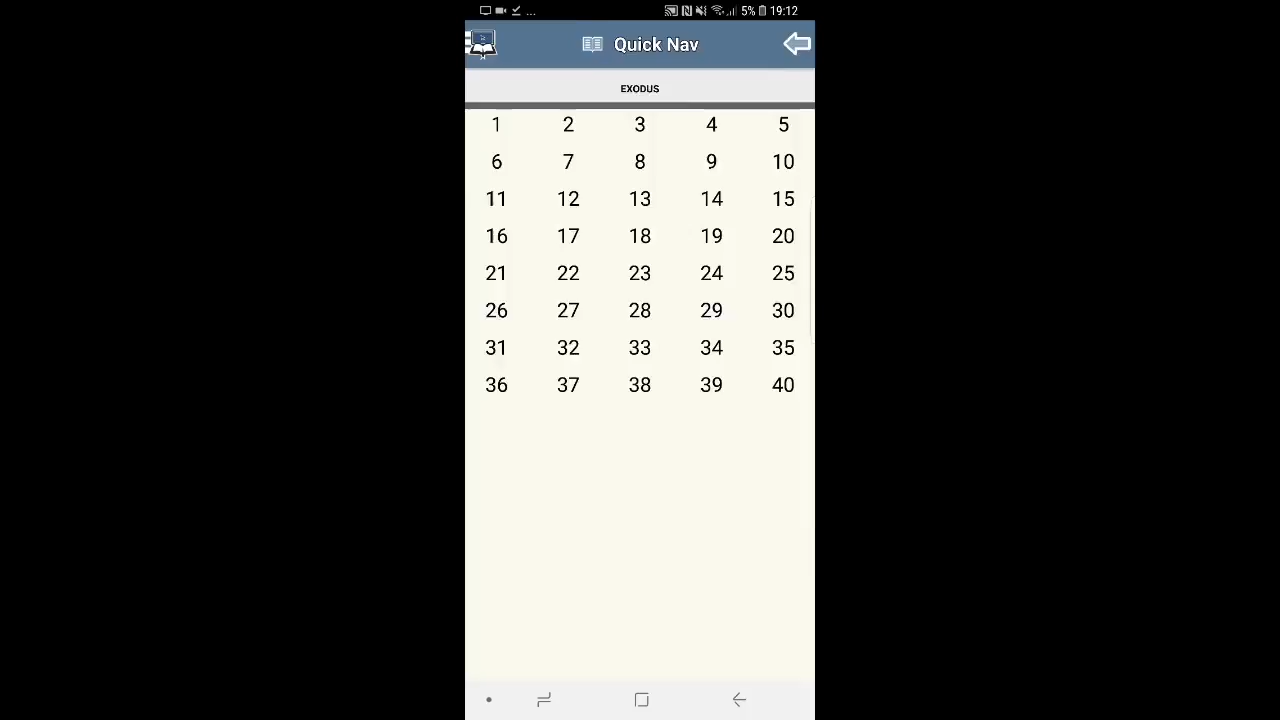 ... 5% 19:12
Quick Nav
EXODUS
1 2 3 4 5
6 7 8 9 10
11 12 13 14 15
16 17 18 19 20
21 22 23 24 25
26 27 28 29 30
31 32 33 34 35
36 37 38 39 40